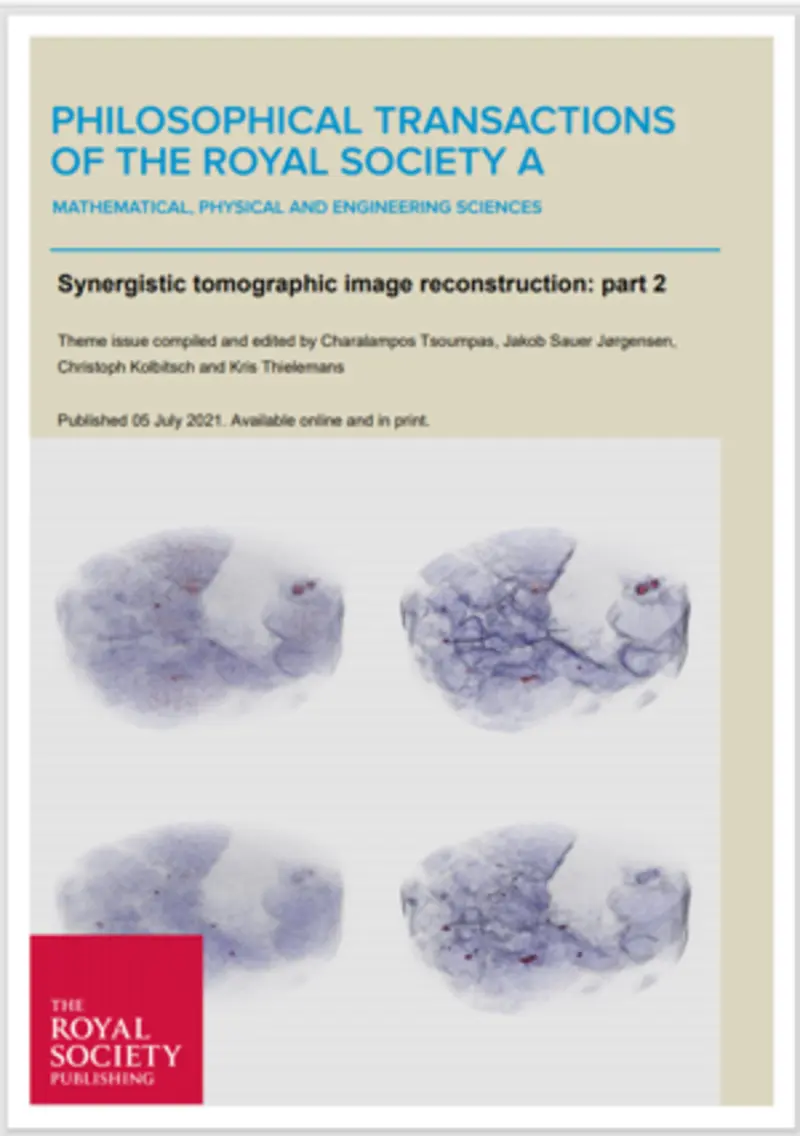 PHILOSOPHICAL TRANSACTIONS
OF THE ROYAL SOCIETY A
MATHEMATICAL, PHYSICAL AND ENGINEERING SCIENCES
Synergistic tomographic image reconstruction: part 2
Theme issue compiled and edited by Charalampos Tsoumpas, Jakob Sauer Jørgensen,
Christoph Kolbitsch and Kris Thielemans
Published 05 July 2021. Available online and in print.
THE
ROYAL
SOCIETY
PUBLISHING